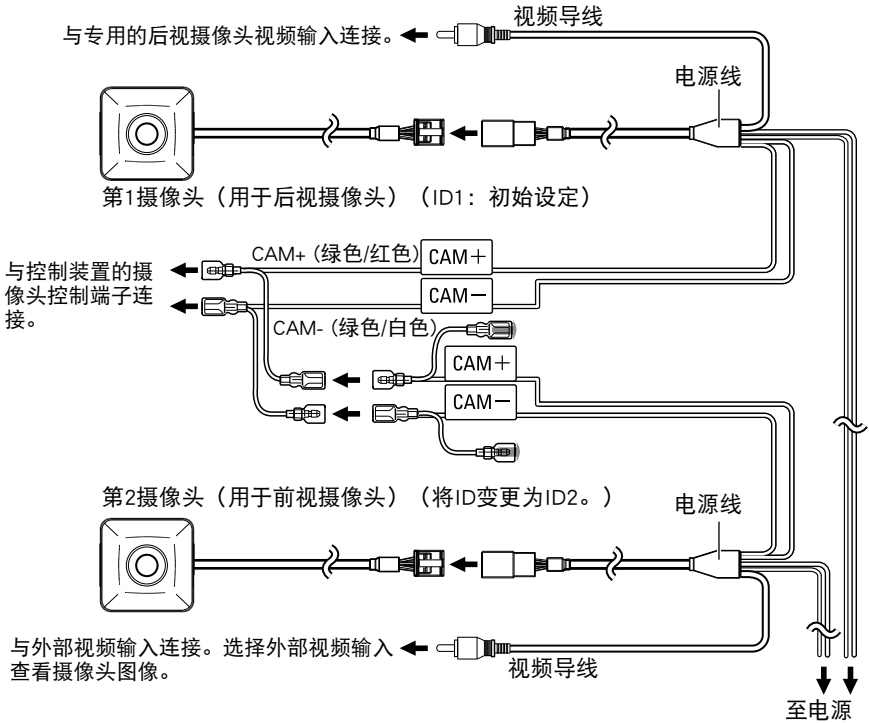 视频导线
与专用的后视摄像头视频输入连接。
电源线
第1摄像头（用于后视摄像头）（ID1：初始设定）
CAM+ (绿色/红色)
CAM＋
与控制装置的摄
像头控制端子连
接。
CAM－
CAM- (绿色/白色)
CAM＋
CAM－
第2摄像头（用于前视摄像头）（将ID变更为ID2。）
电源线
与外部视频输入连接。选择外部视频输入
查看摄像头图像。
视频导线
至电源